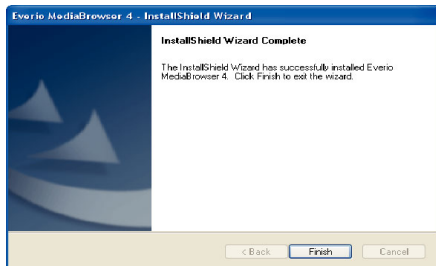 Everio MediaBrowser 4 - InstallShield Wizard
InstallShield Wizard Complete
The InstallShield Wizard has successfully installed Everio
MediaBrowser 4. Click Finish to exit the wizard.
< Back Finish Cancel